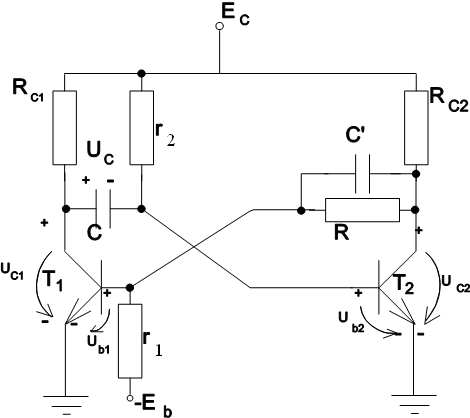 E_C
R_C1
r_2
R_C2
C'
U_C
+ -
C
R
+
+
U_C1
T_1
+
T_2
+
U_C2
U_b1
U_b2
- -
- -
r_1
-E_b